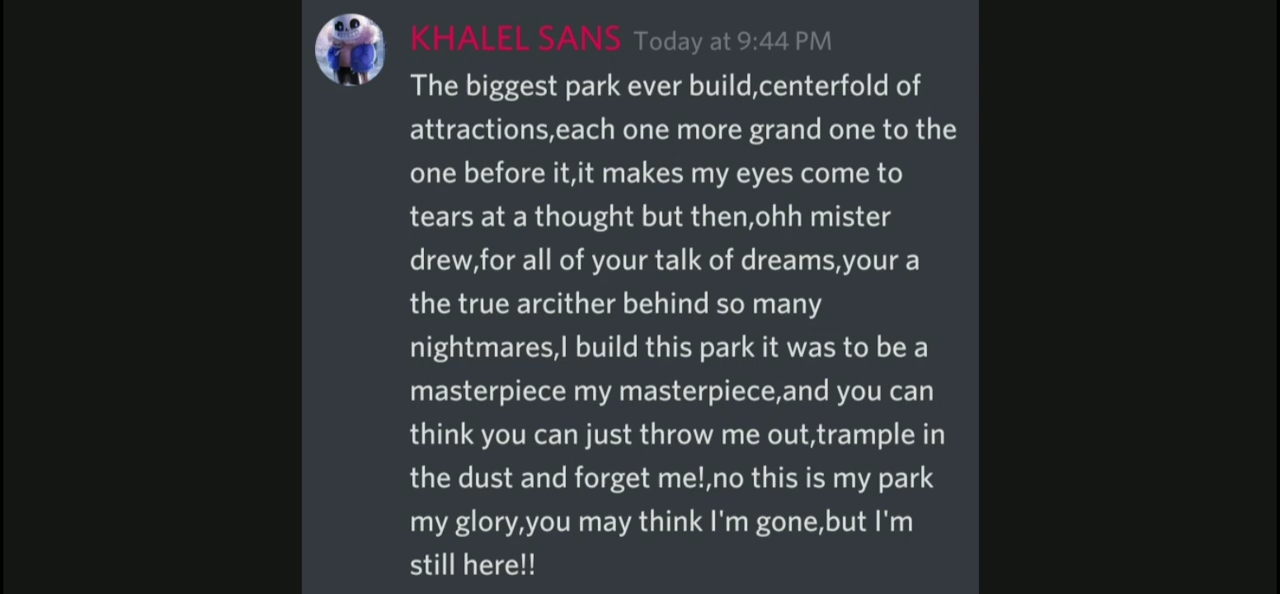 KHALEL SANS Today at 9:44 PM
The biggest park ever build,centerfold of
attractions,each one more grand one to the
one before it,it makes my eyes come to
tears at a thought but then,ohh mister
drew,for all of your talk of dreams,your a
the true arcither behind so many
nightmares,I build this park it was to be a
masterpiece my masterpiece,and you can
think you can just throw me out,trample in
the dust and forget me!,no this is my park
my glory,you may think I'm gone,but I'm
still here!!